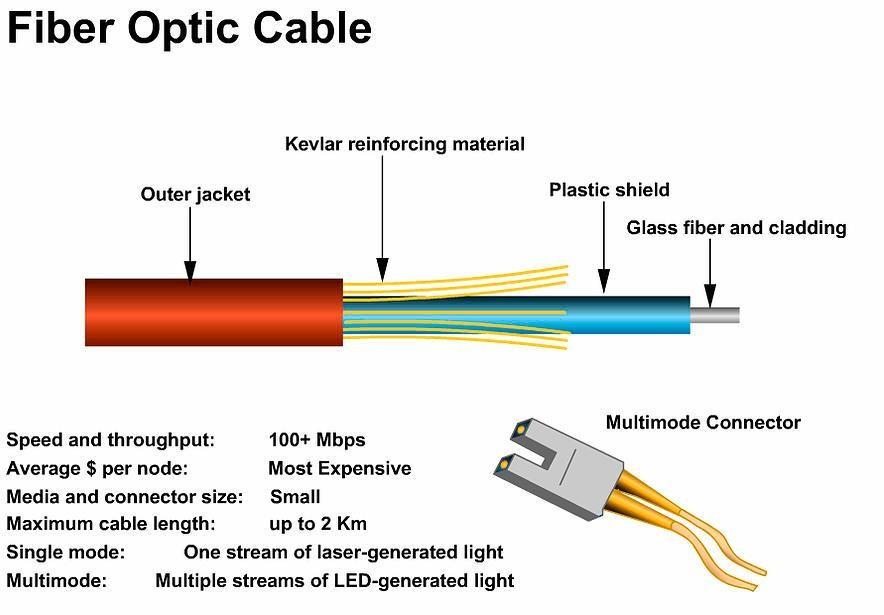 Fiber Optic Cable
Kevlar reinforcing material
Outer jacket
Plastic shield
Glass fiber and cladding
Multimode Connector
Speed and throughput: 100+ Mbps
Average $ per node: Most Expensive
Media and connector size: Small
Maximum cable length: up to 2 Km
Single mode: One stream of laser-generated light
Multimode: Multiple streams of LED-generated light